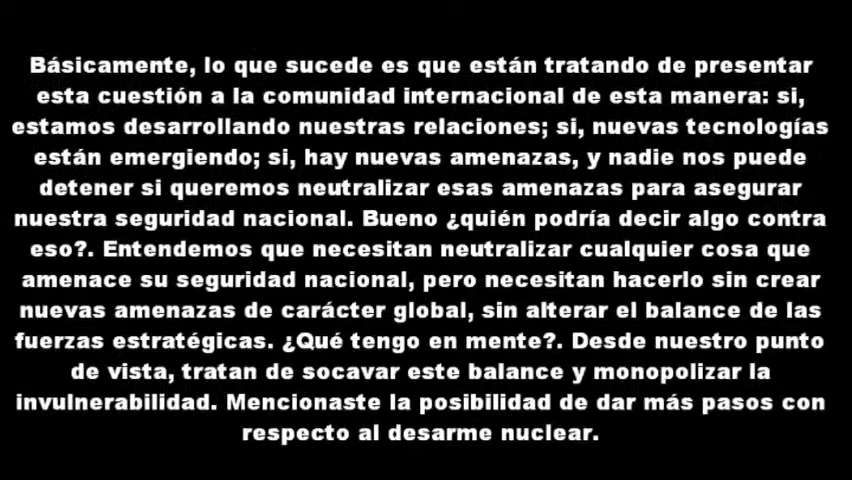 Básicamente, lo que sucede es que están tratando de presentar
esta cuestión a la comunidad internacional de esta manera: si,
estamos desarrollando nuestras relaciones; si, nuevas tecnologías
están emergiendo; si, hay nuevas amenazas, y nadie nos puede
detener si queremos neutralizar esas amenazas para asegurar
nuestra seguridad nacional. Bueno ¿quién podría decir algo contra
eso?. Entendemos que necesitan neutralizar cualquier cosa que
amenace su seguridad nacional, pero necesitan hacerlo sin crear
nuevas amenazas de carácter global, sin alterar el balance de las
fuerzas estratégicas. ¿Qué tengo en mente?. Desde nuestro punto
de vista, tratan de socavar este balance y monopolizar la
invulnerabilidad. Mencionaste la posibilidad de dar más pasos con
respecto al desarme nuclear.